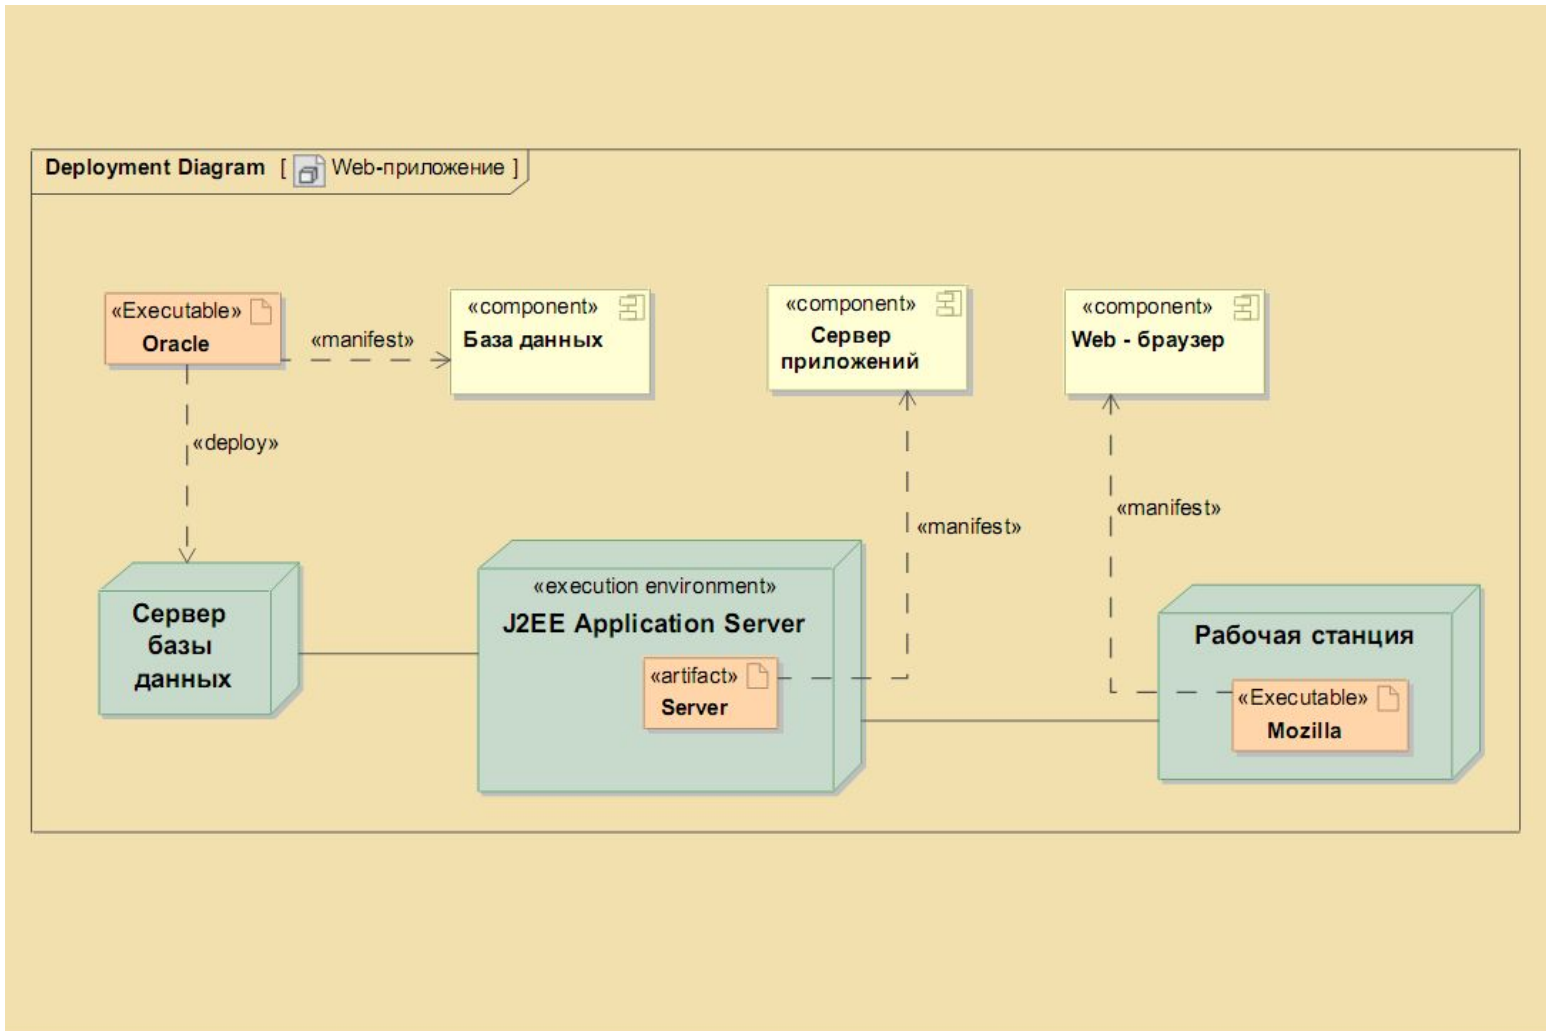 Deployment Diagram [ Web-приложение ]
«Executable»
Oracle
«manifest»
«component»
База данных
«component»
Сервер
приложений
«component»
Web - браузер
«deploy»
«manifest»
«manifest»
Сервер
базы
данных
«execution environment»
J2EE Application Server
«artifact»
Server
Рабочая станция
«Executable»
Mozilla